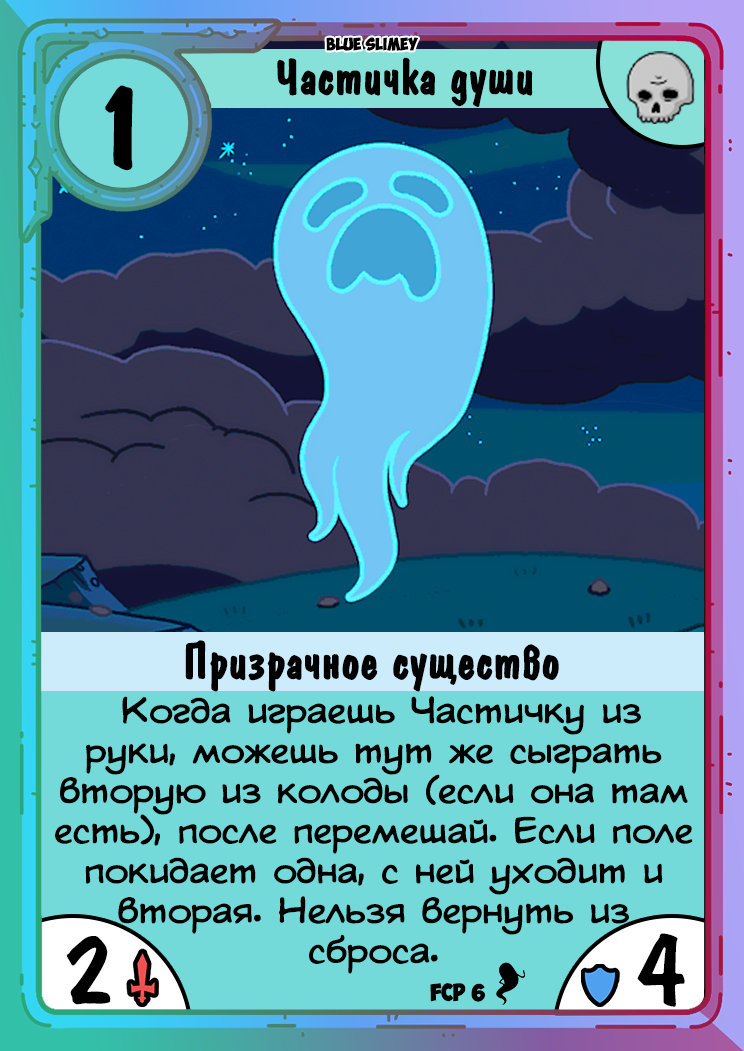 BLUE SLIMEY
1
Частичка души
Призрачное существо
Когда играешь Частичку из
руки, можешь тут же сыграть
вторую из колоды (если она там
есть), после перемешай. Если поле
покидает одна, с ней уходит и
вторая. Нельзя вернуть из
сброса.
2
FCP 6
4